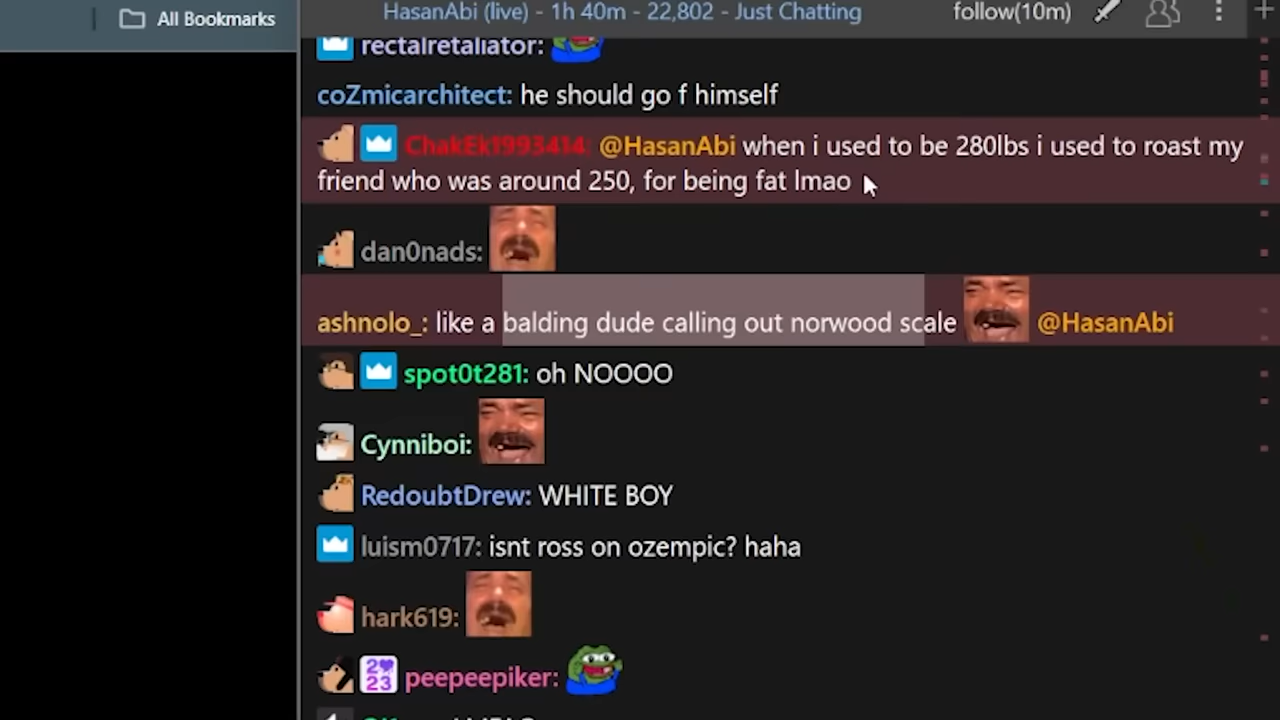 All Bookmarks
HasanAbi (live) - 1h 40m - 22,802 - Just Chatting
follow(10m)
rectalretaliator:
coZmicarchitect: he should go f himself
ChakEk1993414: @HasanAbi when i used to be 280lbs i used to roast my
friend who was around 250, for being fat lmao
dan0nads:
ashnolo_: like a balding dude calling out norwood scale @HasanAbi
spot0t281: oh NOOOO
Cynniboi:
RedoubtDrew: WHITE BOY
luism0717: isnt ross on ozempic? haha
hark619:
2 23 peepeepiker: